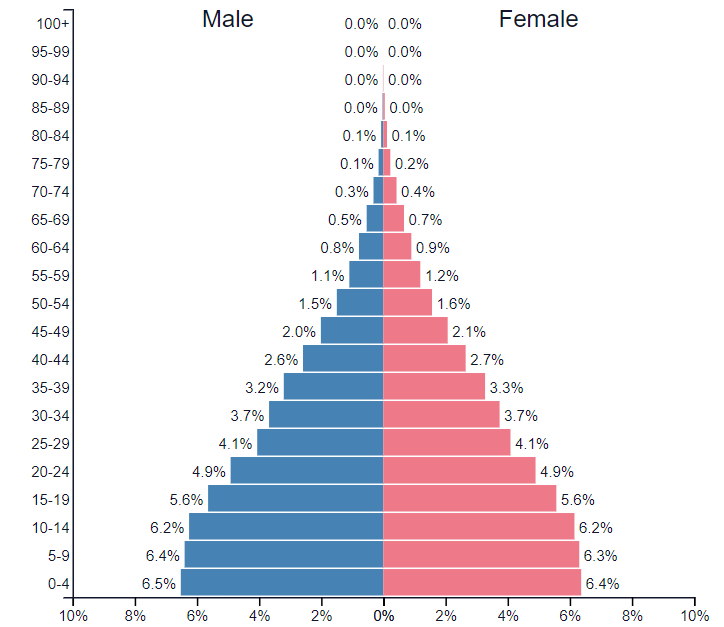 Male Female
100+ 0.0% 0.0%
95-99 0.0% 0.0%
90-94 0.0% 0.0%
85-89 0.0% 0.0%
80-84 0.1% 0.1%
75-79 0.1% 0.2%
70-74 0.3% 0.4%
65-69 0.5% 0.7%
60-64 0.8% 0.9%
55-59 1.1% 1.2%
50-54 1.5% 1.6%
45-49 2.0% 2.1%
40-44 2.6% 2.7%
35-39 3.2% 3.3%
30-34 3.7% 3.7%
25-29 4.1% 4.1%
20-24 4.9% 4.9%
15-19 5.6% 5.6%
10-14 6.2% 6.2%
5-9 6.4% 6.3%
0-4 6.5% 6.4%
10% 8% 6% 4% 2% 0% 2% 4% 6% 8% 10%